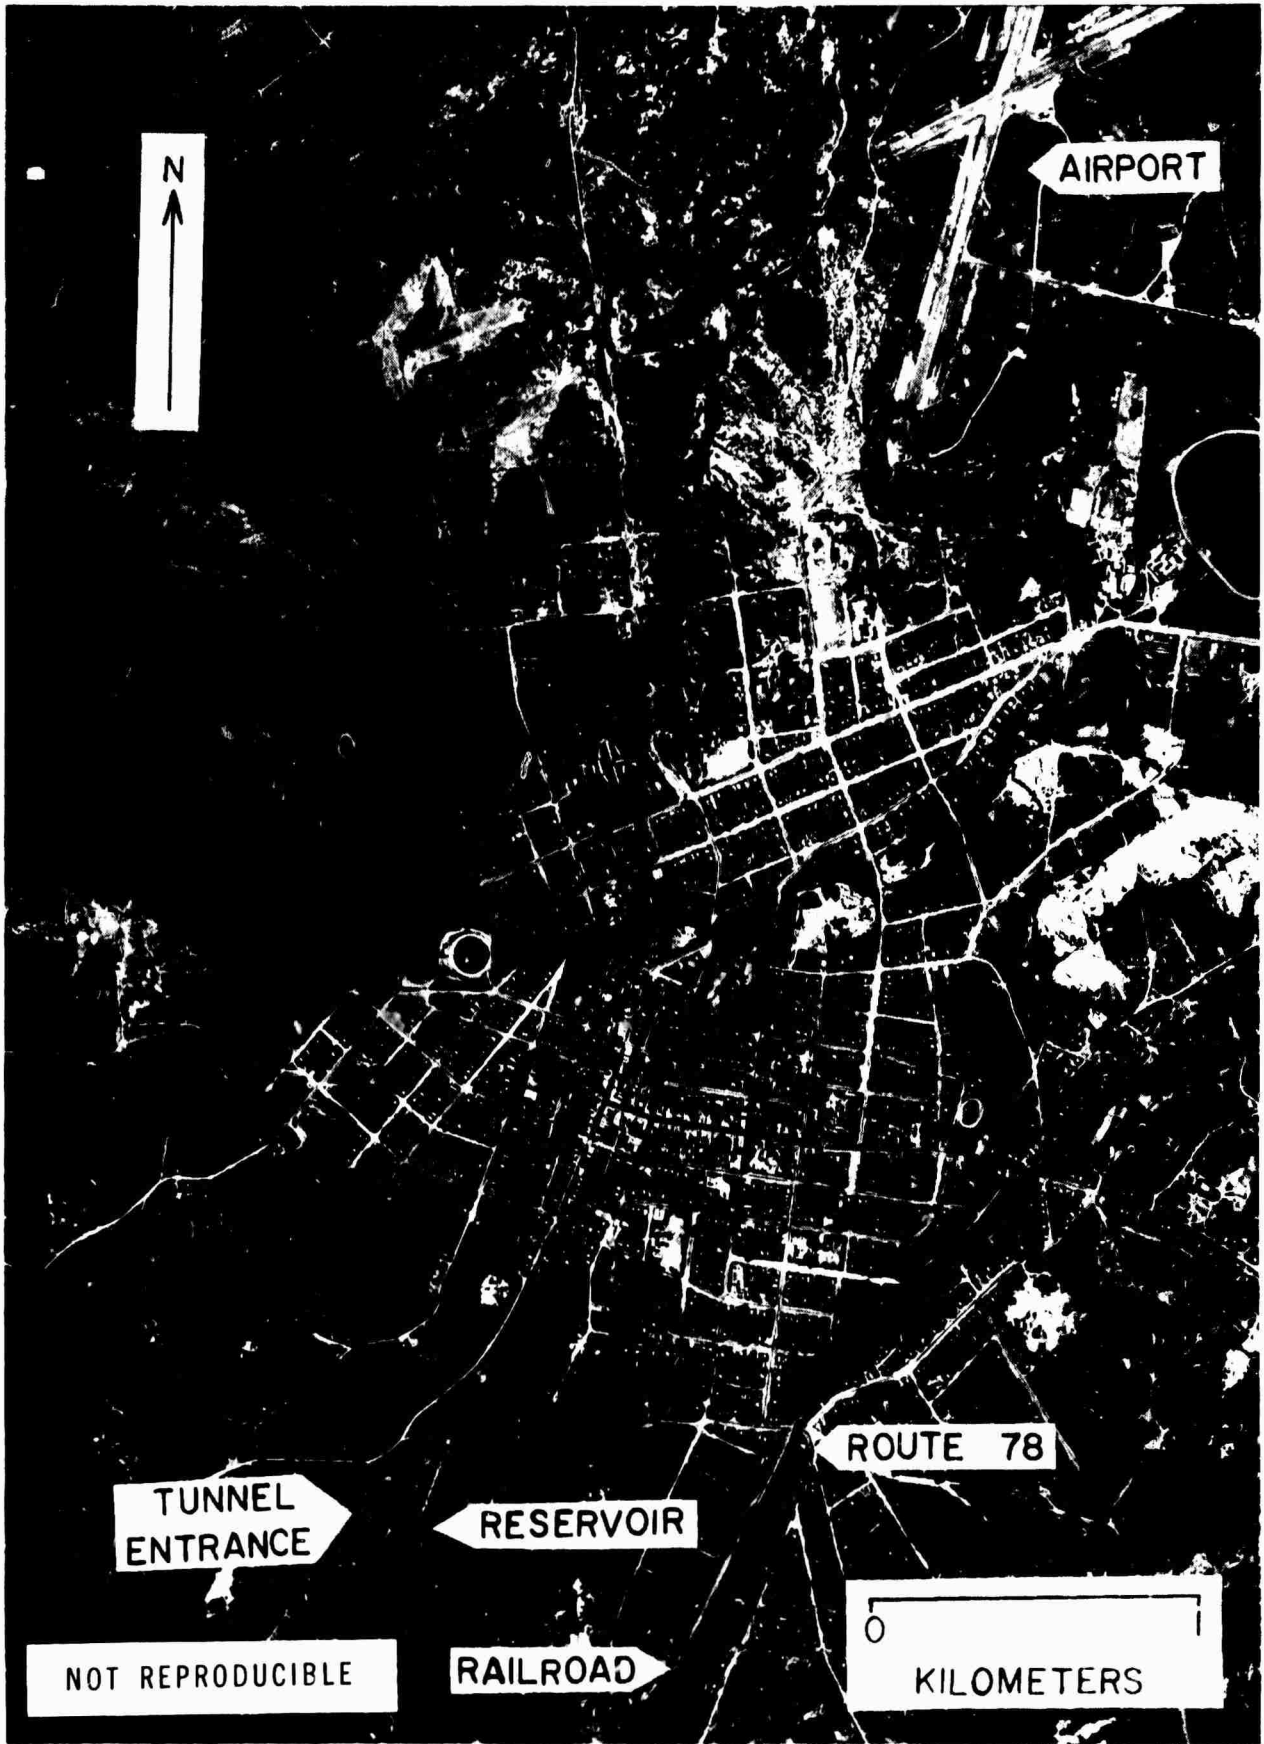 N
AIRPORT
ROUTE 78
TUNNEL
ENTRANCE
RESERVOIR
0 1
KILOMETERS
NOT REPRODUCIBLE
RAILROAD